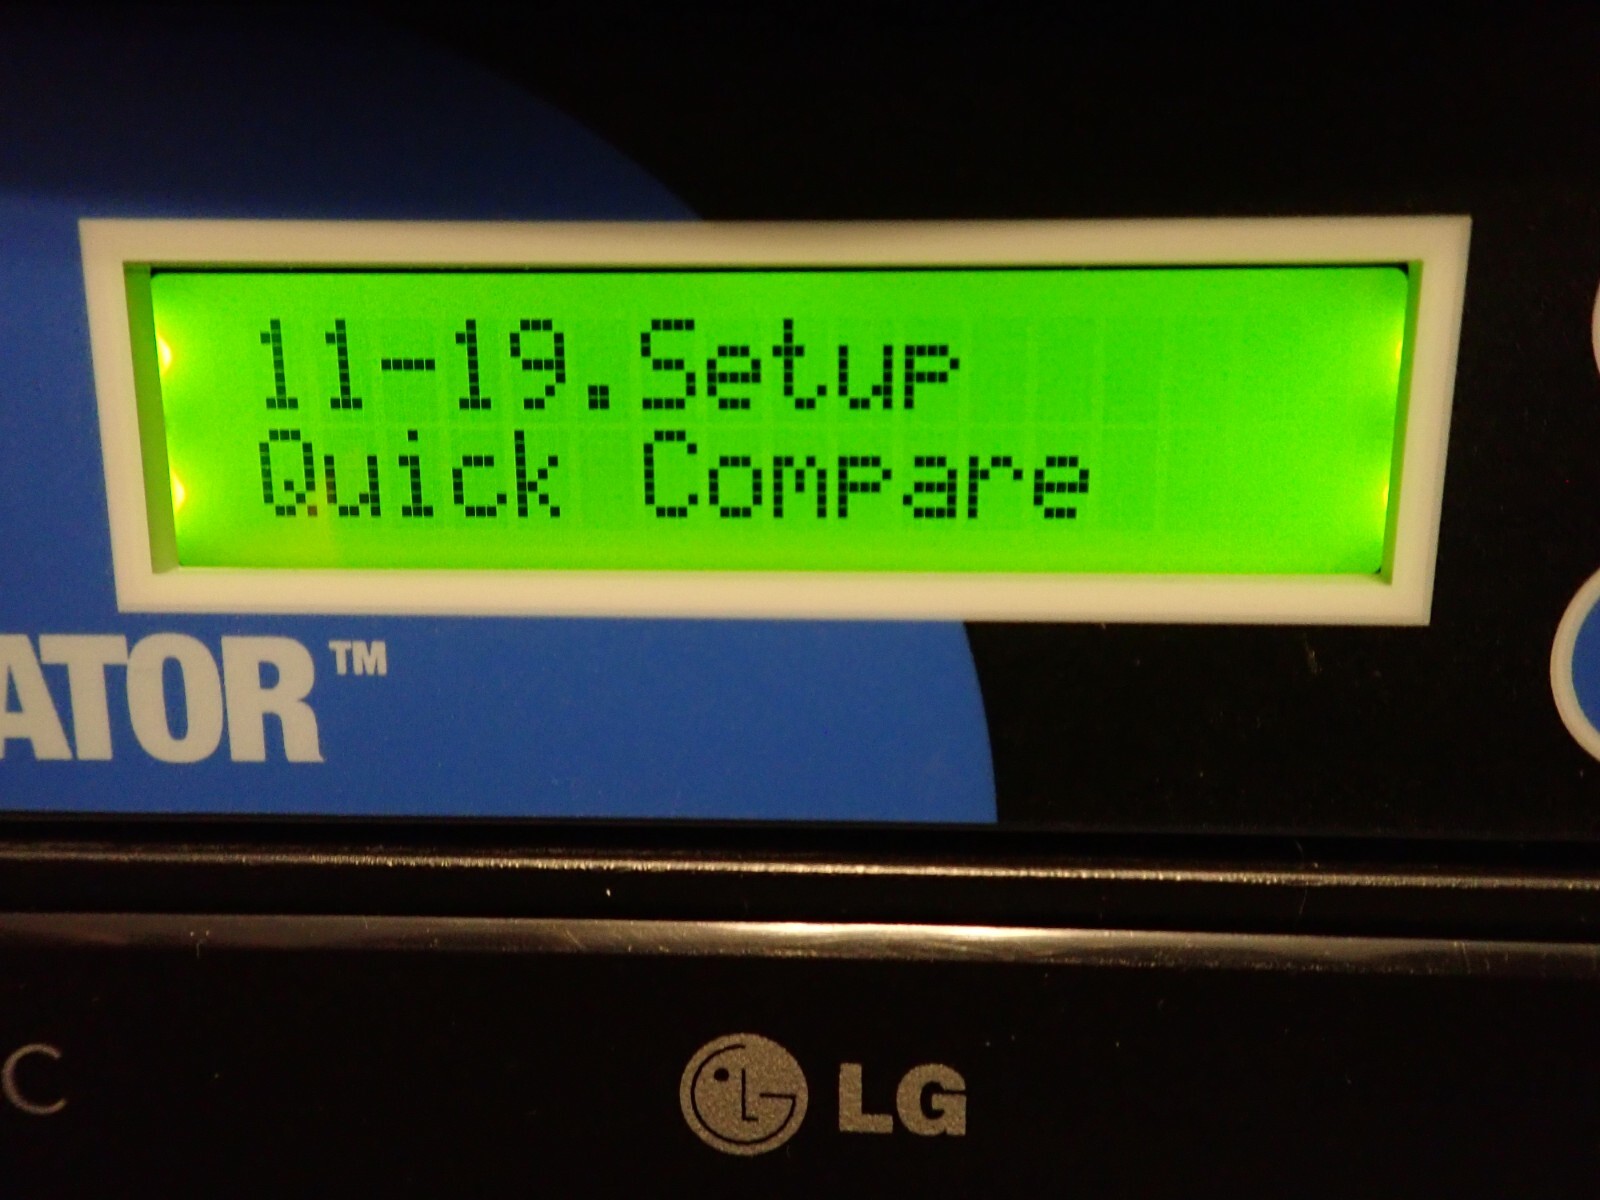 11-19.Setup
Quick Compare
ATOR™
C
LG